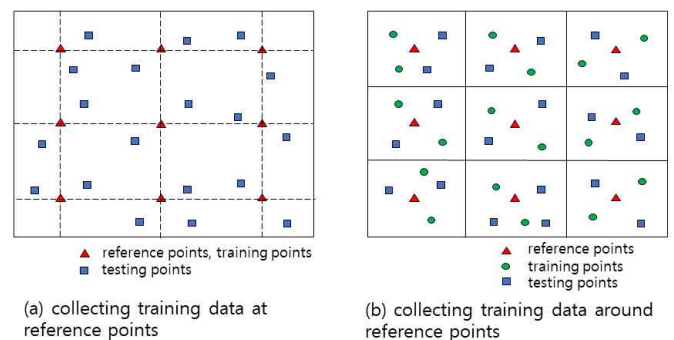 reference points, training points
testing points
(a) collecting training data at
reference points
reference points
training points
testing points
(b) collecting training data around
reference points